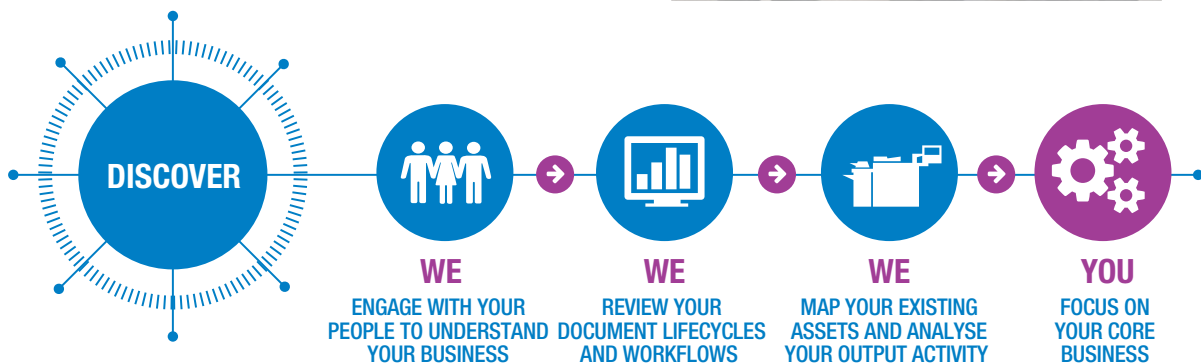 DISCOVER
WE
ENGAGE WITH YOUR
PEOPLE TO UNDERSTAND
YOUR BUSINESS
WE
REVIEW YOUR
DOCUMENT LIFECYCLES
AND WORKFLOWS
WE
MAP YOUR EXISTING
ASSETS AND ANALYSE
YOUR OUTPUT ACTIVITY
YOU
FOCUS ON
YOUR CORE
BUSINESS